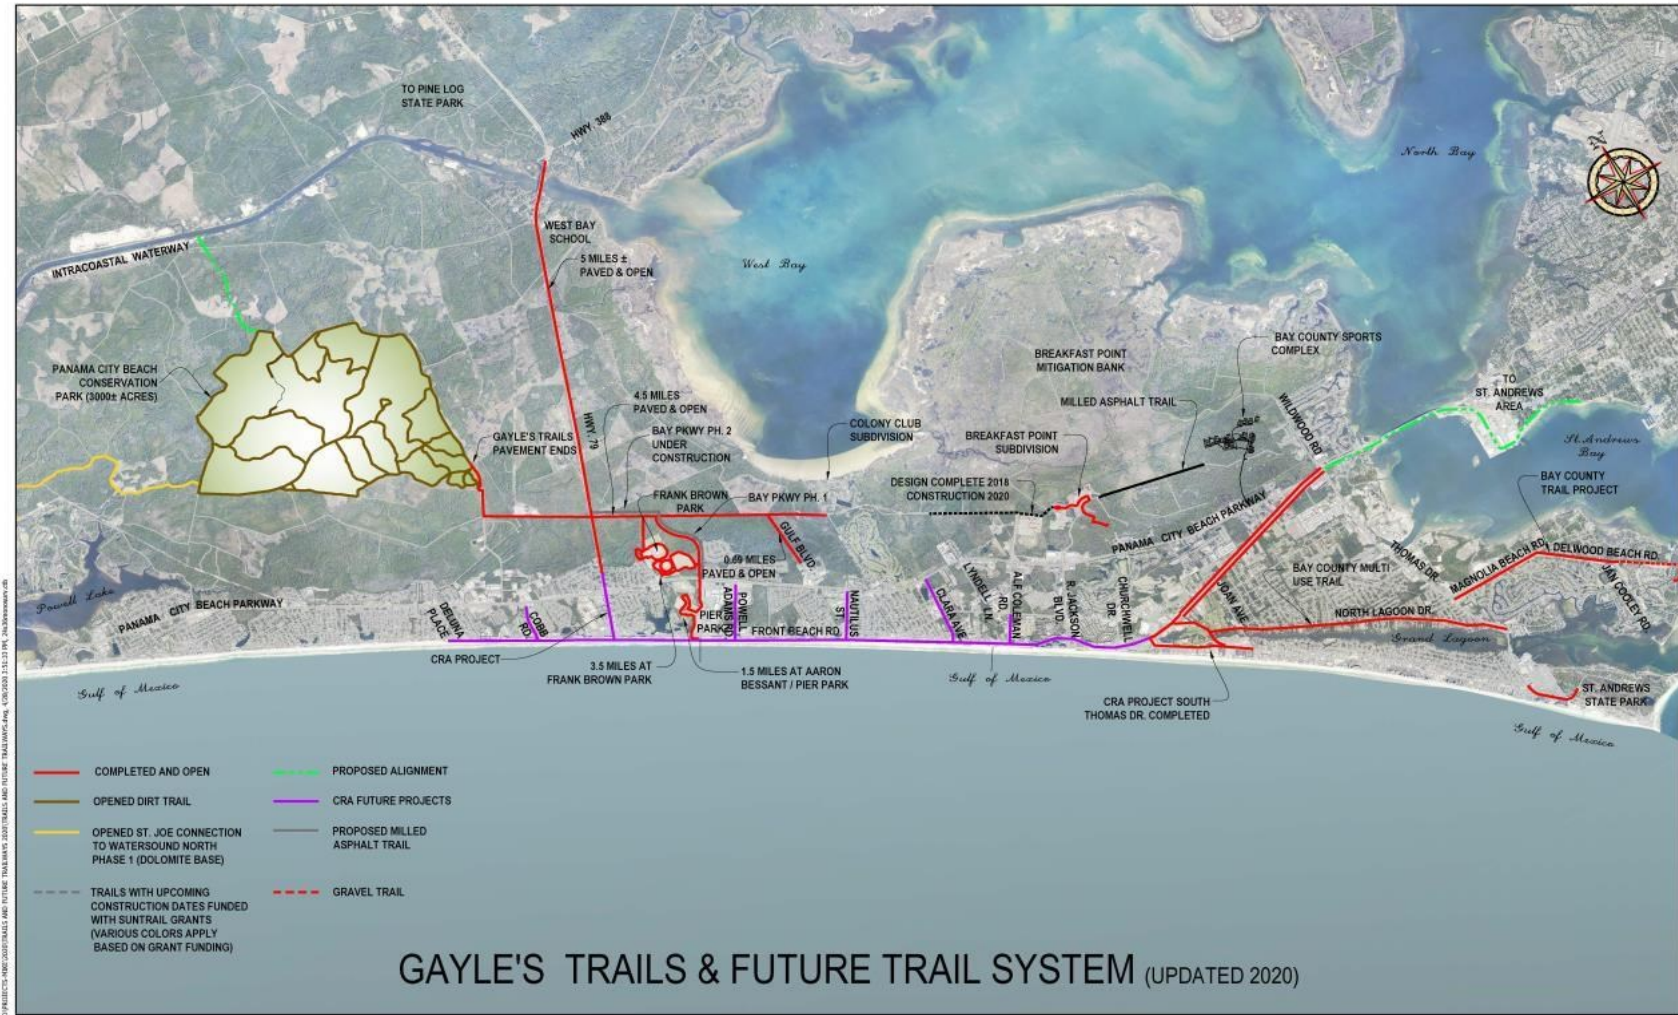 TO PINE LOG
STATE PARK
HWY. 388
North Bay
WEST BAY
SCHOOL
INTRACOASTAL WATERWAY
5 MILES ±
PAVED & OPEN
West Bay
BAY COUNTY SPORTS
COMPLEX
BREAKFAST POINT
MITIGATION BANK
PANAMA CITY BEACH
CONSERVATION
PARK (3000± ACRES)
TO
ST. ANDREWS
AREA
4.5 MILES
PAVED & OPEN
MILLED ASPHALT TRAIL
WILDWOOD RD
HWY. 79
BAY PKWY PH. 2
UNDER
CONSTRUCTION
COLONY CLUB
SUBDIVISION
GAYLE'S TRAILS
PAVEMENT ENDS
BREAKFAST POINT
SUBDIVISION
St. Andrews
Bay
BAY COUNTY
TRAIL PROJECT
DESIGN COMPLETE 2018
CONSTRUCTION 2020
FRANK BROWN
PARK
BAY PKWY PH. 1
GULF BLVD.
PANAMA CITY BEACH PARKWAY
0.69 MILES
PAVED & OPEN
THOMAS DR.
MAGNOLIA BEACH RD.
DELWOOD BEACH RD.
BAY COUNTY MULTI
USE TRAIL
JAN COOLEY RD.
Powell Lake
PANAMA CITY BEACH PARKWAY
DELUNA
PLACE
COBB
RD.
PIER
PARK
POWELL
ADAMS RD
FRONT BEACH RD.
NAUTILUS
ST.
CLARA AVE
LYNDELL LN.
ALF COLEMAN
RD.
R JACKSON
BLVD.
CHURCHWELL
DR.
JOAN AVE
NORTH LAGOON DR.
Grand Lagoon
CRA PROJECT
3.5 MILES AT
FRANK BROWN PARK
1.5 MILES AT AARON
BESSANT / PIER PARK
Gulf of Mexico
Gulf of Mexico
CRA PROJECT SOUTH
THOMAS DR. COMPLETED
ST. ANDREWS
STATE PARK
Gulf of Mexico
COMPLETED AND OPEN
OPENED DIRT TRAIL
OPENED ST. JOE CONNECTION
TO WATERSOUND NORTH
PHASE 1 (DOLOMITE BASE)
TRAILS WITH UPCOMING
CONSTRUCTION DATES FUNDED
WITH SUNTRAIL GRANTS
(VARIOUS COLORS APPLY
BASED ON GRANT FUNDING)
PROPOSED ALIGNMENT
CRA FUTURE PROJECTS
PROPOSED MILLED
ASPHALT TRAIL
GRAVEL TRAIL
GAYLE'S TRAILS & FUTURE TRAIL SYSTEM (UPDATED 2020)